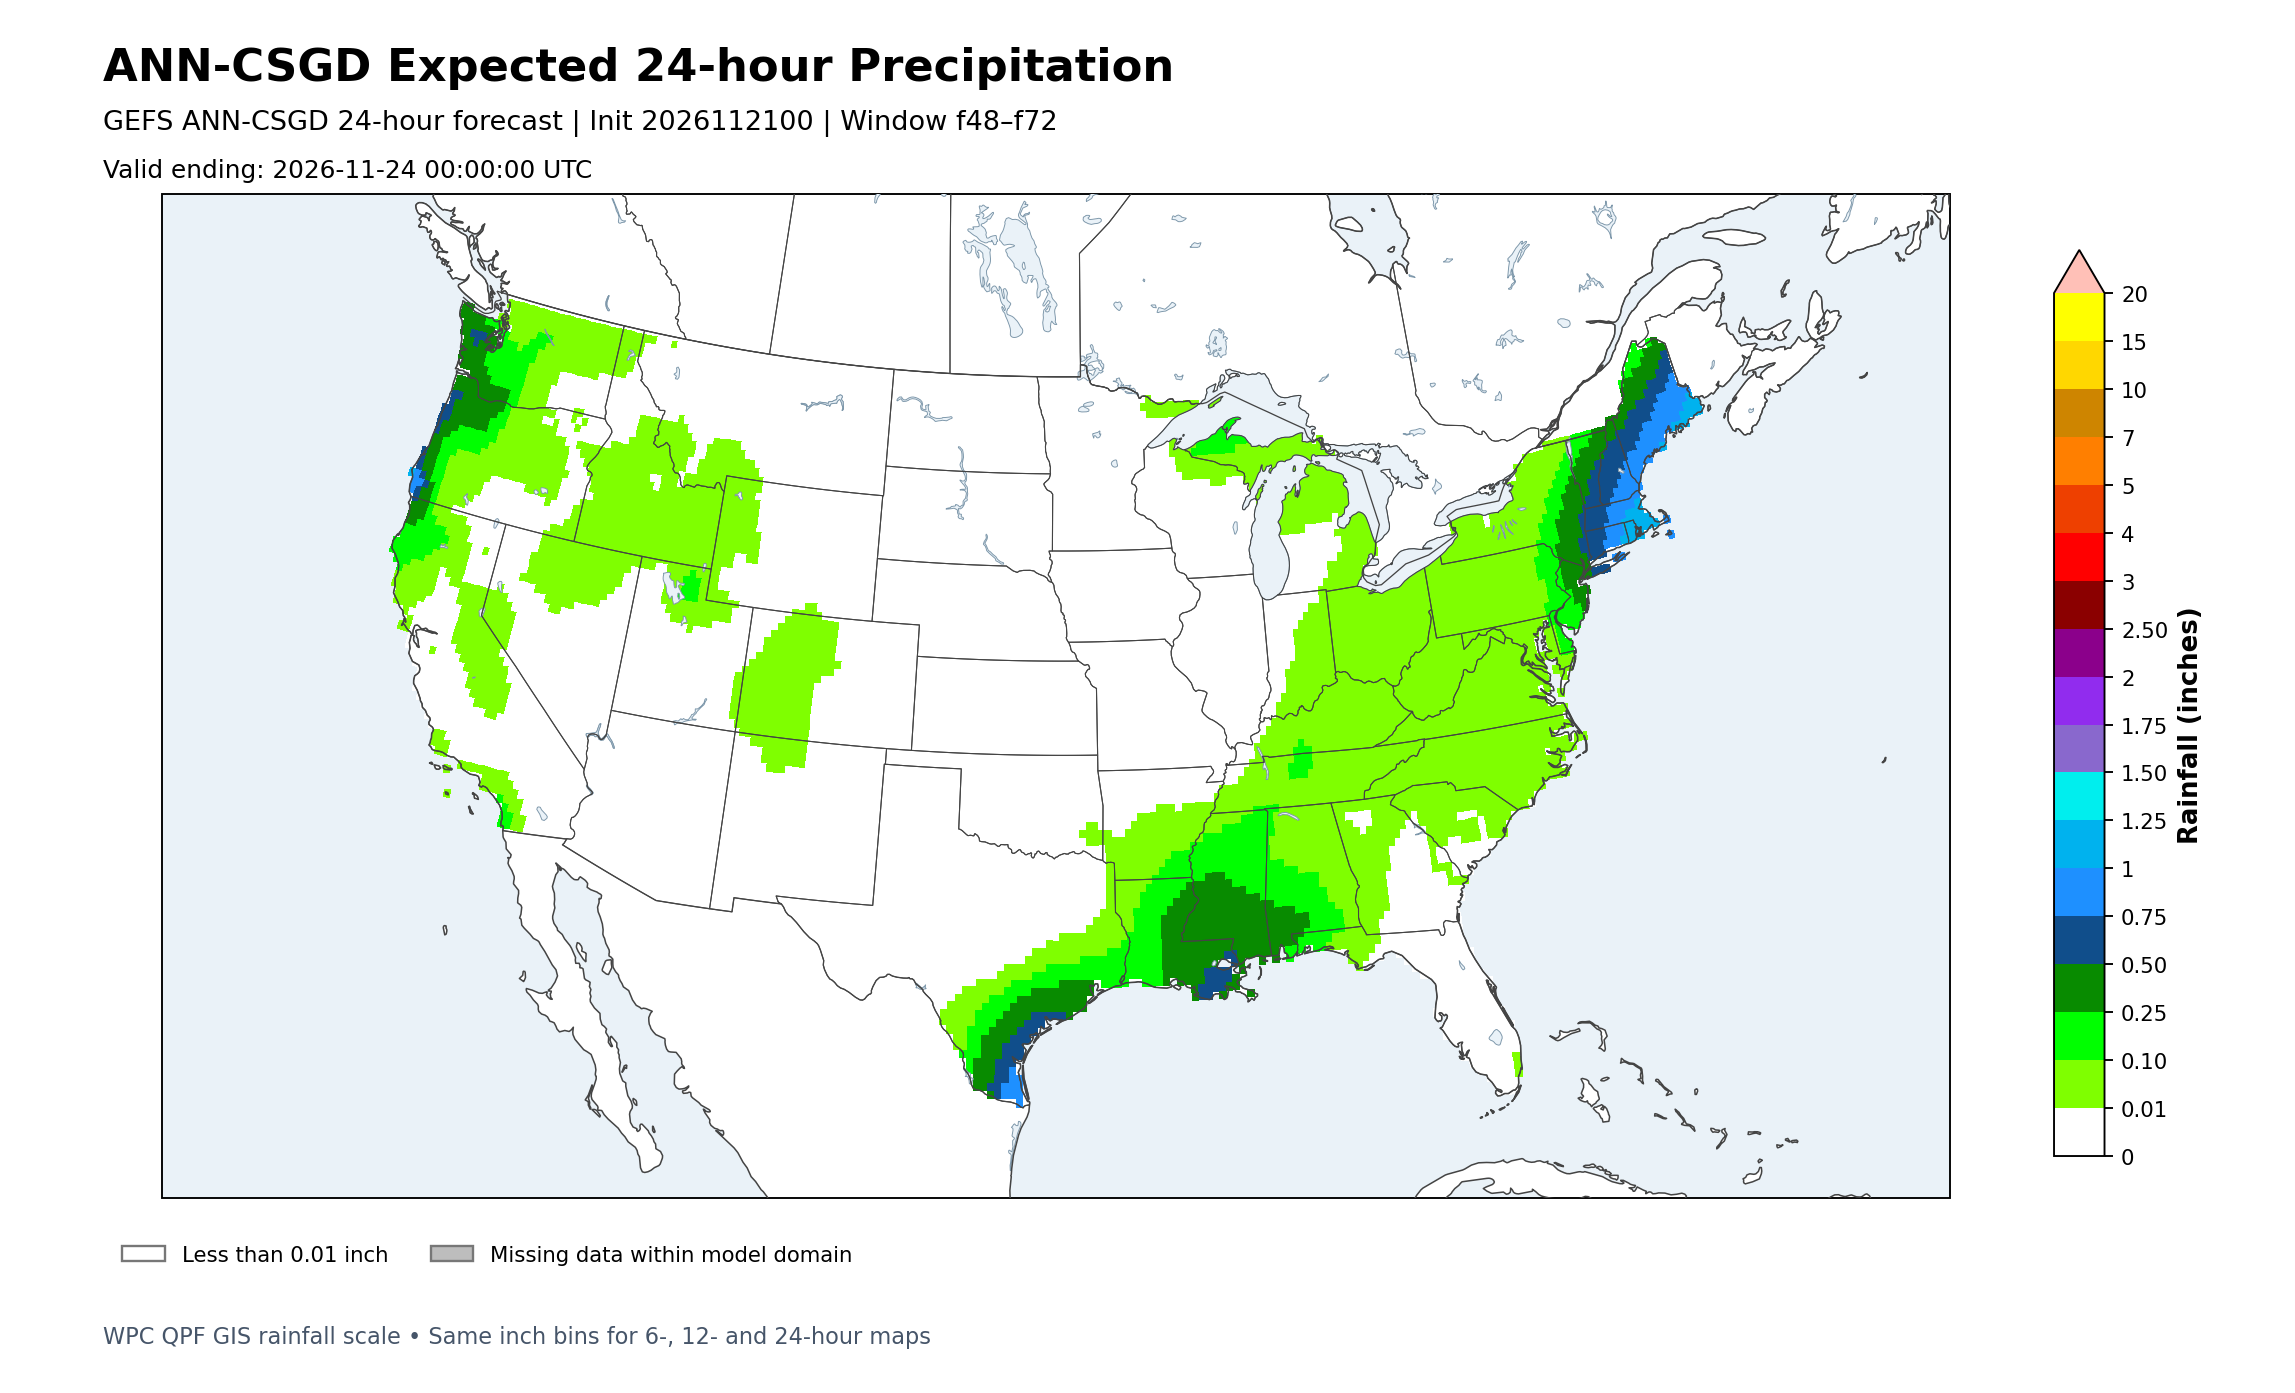 ANN-CSGD Expected 24-hour Precipitation
GEFS ANN-CSGD 24-hour forecast | Init 2026112100 | Window f48–f72
Valid ending: 2026-11-24 00:00:00 UTC
20
15
10
7
5
4
3
2.50
2
1.75
1.50
1.25
1
0.75
0.50
0.25
0.10
0.01
0
Rainfall (inches)
Less than 0.01 inch
Missing data within model domain
WPC QPF GIS rainfall scale • Same inch bins for 6-, 12- and 24-hour maps